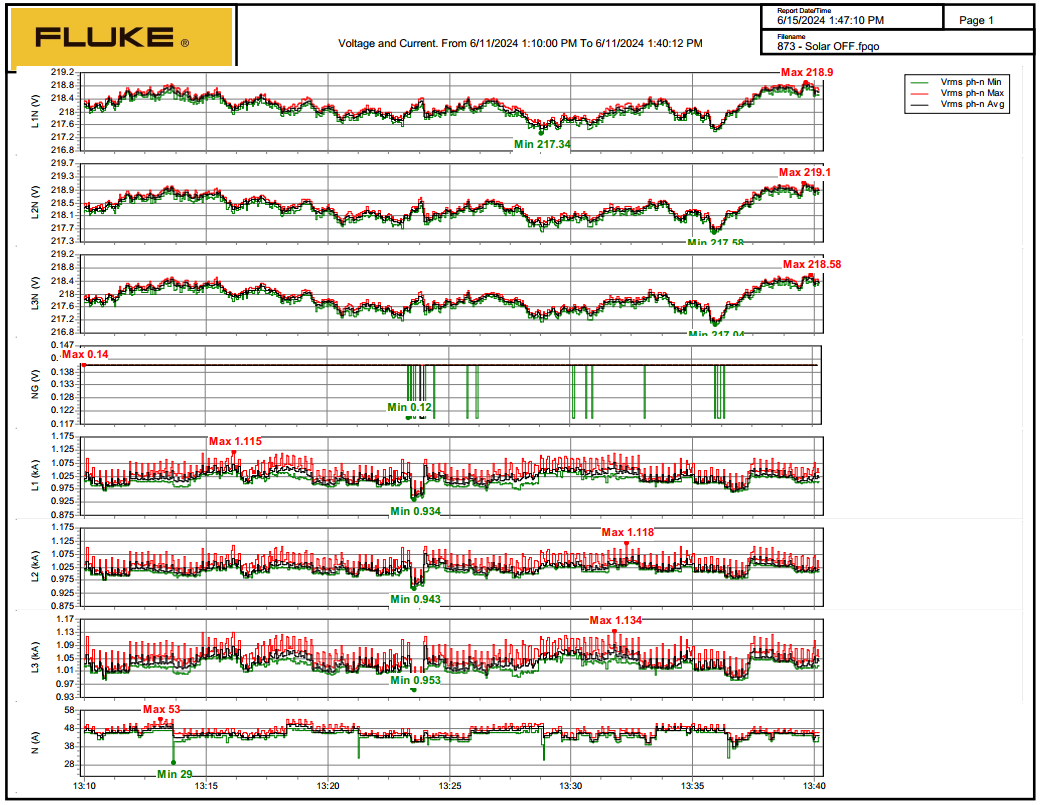 FLUKE ®
Report Date/Time
6/15/2024 1:47:10 PM
Page 1
Filename
873 - Solar OFF.fpqo
Voltage and Current. From 6/11/2024 1:10:00 PM To 6/11/2024 1:40:12 PM
Vrms ph-n Min
Vrms ph-n Max
Vrms ph-n Avg
L1N (V)
219.2
218.8
218.4
218
217.6
217.2
216.8
Max 218.9
Min 217.34
L2N (V)
219.7
219.3
218.9
218.5
218.1
217.7
217.3
Max 219.1
Min 217.58
L3N (V)
219.2
218.8
218.4
218
217.6
217.2
216.8
Max 218.58
Min 217.04
NG (V)
0.147
0.
0.138
0.133
0.128
0.122
0.117
Max 0.14
Min 0.12
L1 (kA)
1.175
1.125
1.075
1.025
0.975
0.925
0.875
Max 1.115
Min 0.934
L2 (kA)
1.175
1.125
1.075
1.025
0.975
0.925
0.875
Max 1.118
Min 0.943
L3 (kA)
1.17
1.13
1.09
1.05
1.01
0.97
0.93
Max 1.134
Min 0.953
N (A)
58
48
38
28
Max 53
Min 29
13:10 13:15 13:20 13:25 13:30 13:35 13:40